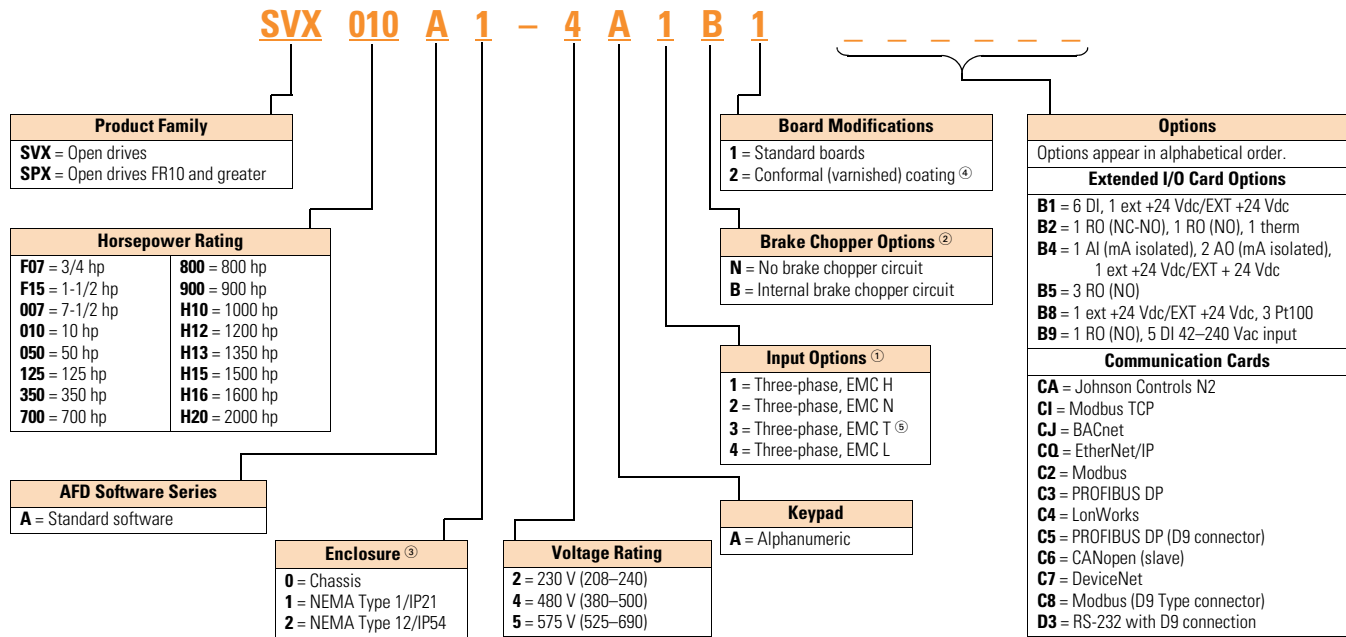 SVX 010 A 1 – 4 A 1 B 1 _ _ _ _ _ _
Product Family
SVX = Open drives
SPX = Open drives FR10 and greater
Horsepower Rating
F07 = 3/4 hp
F15 = 1-1/2 hp
007 = 7-1/2 hp
010 = 10 hp
050 = 50 hp
125 = 125 hp
350 = 350 hp
700 = 700 hp
800 = 800 hp
900 = 900 hp
H10 = 1000 hp
H12 = 1200 hp
H13 = 1350 hp
H15 = 1500 hp
H16 = 1600 hp
H20 = 2000 hp
AFD Software Series
A = Standard software
Enclosure ③
0 = Chassis
1 = NEMA Type 1/IP21
2 = NEMA Type 12/IP54
Voltage Rating
2 = 230 V (208–240)
4 = 480 V (380–500)
5 = 575 V (525–690)
Keypad
A = Alphanumeric
Input Options ①
1 = Three-phase, EMC H
2 = Three-phase, EMC N
3 = Three-phase, EMC T ⑤
4 = Three-phase, EMC L
Brake Chopper Options ②
N = No brake chopper circuit
B = Internal brake chopper circuit
Board Modifications
1 = Standard boards
2 = Conformal (varnished) coating ④
Options
Options appear in alphabetical order.
Extended I/O Card Options
B1 = 6 DI, 1 ext +24 Vdc/EXT +24 Vdc
B2 = 1 RO (NC-NO), 1 RO (NO), 1 therm
B4 = 1 AI (mA isolated), 2 AO (mA isolated),
1 ext +24 Vdc/EXT + 24 Vdc
B5 = 3 RO (NO)
B8 = 1 ext +24 Vdc/EXT +24 Vdc, 3 Pt100
B9 = 1 RO (NO), 5 DI 42–240 Vac input
Communication Cards
CA = Johnson Controls N2
CI = Modbus TCP
CJ = BACnet
CQ = EtherNet/IP
C2 = Modbus
C3 = PROFIBUS DP
C4 = LonWorks
C5 = PROFIBUS DP (D9 connector)
C6 = CANopen (slave)
C7 = DeviceNet
C8 = Modbus (D9 Type connector)
D3 = RS-232 with D9 connection